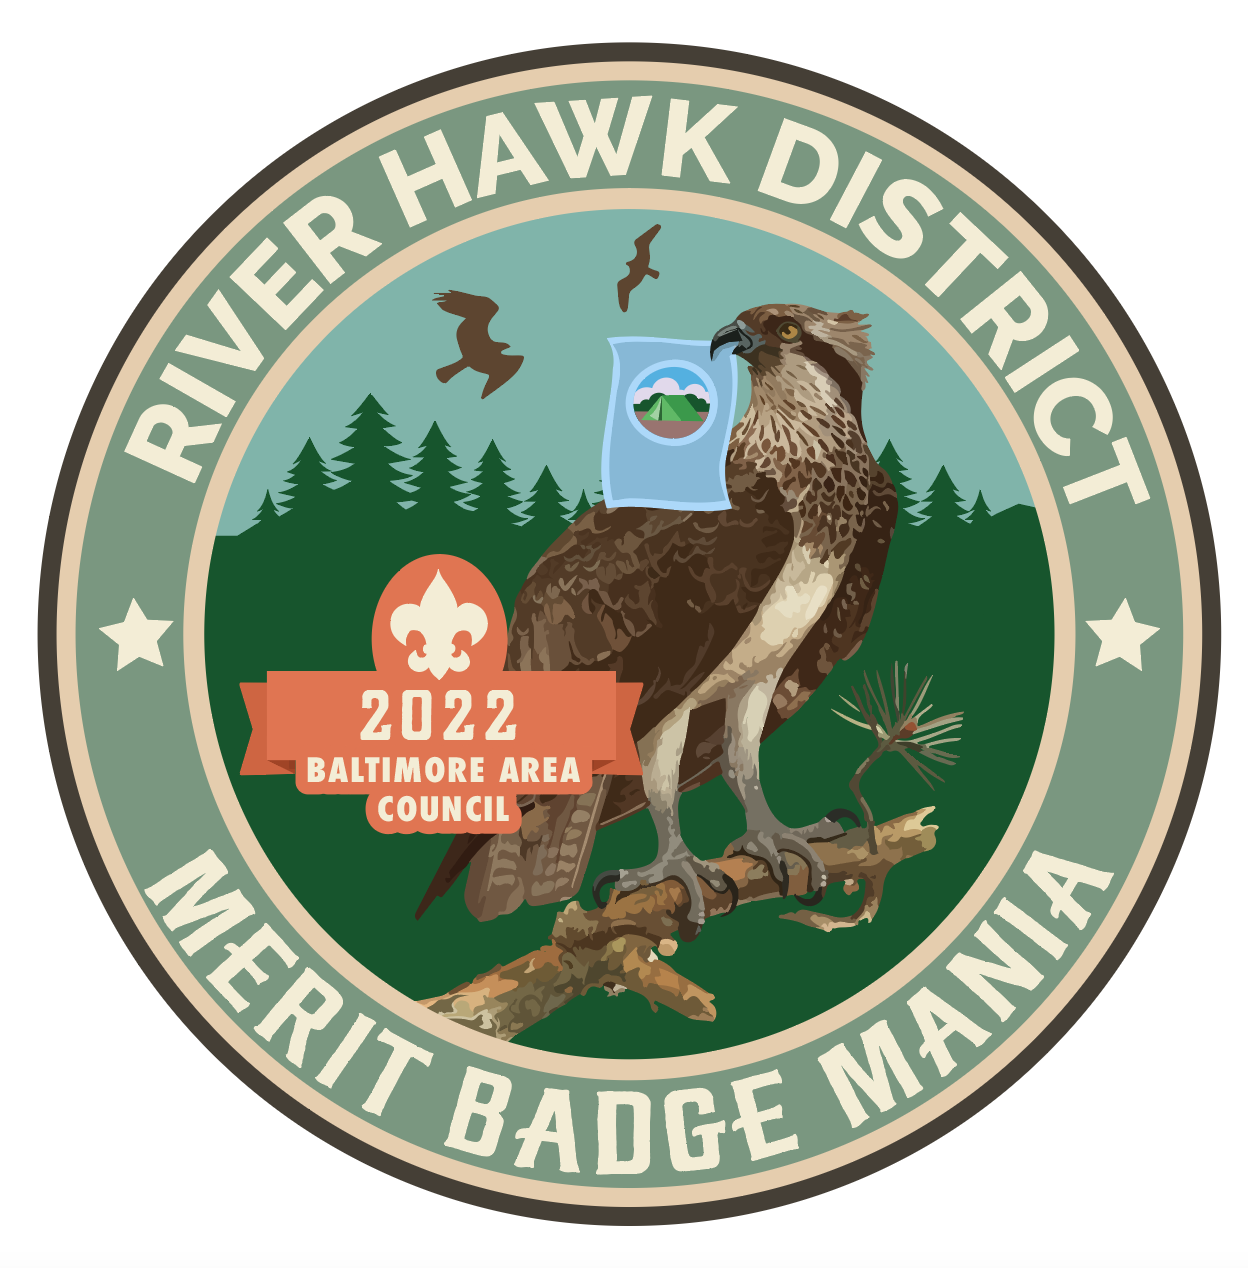 RIVER HAWK DISTRICT
2022
BALTIMORE AREA
COUNCIL
MERIT BADGE MANIA